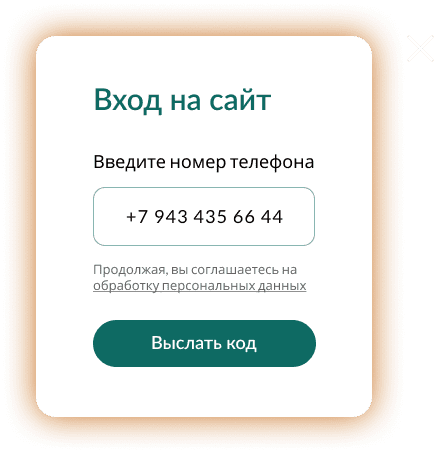 Вход на сайт
Введите номер телефона
+7 943 435 66 44
Продолжая, вы соглашаетесь на
обработку персональных данных
Выслать код